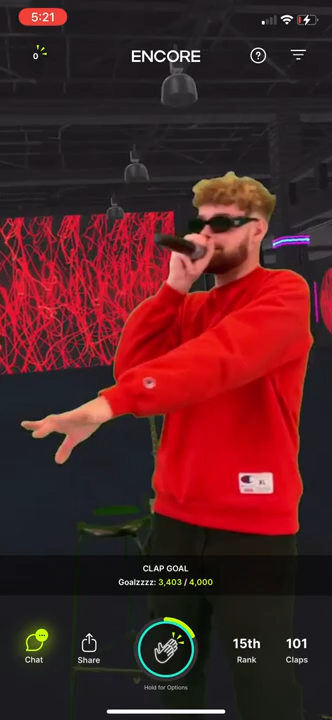 5:21
0
ENCORE
?
XL
CLAP GOAL
Goalzzzz: 3,403 / 4,000
15th
101
Chat
Share
Rank
Claps
Hold for Options